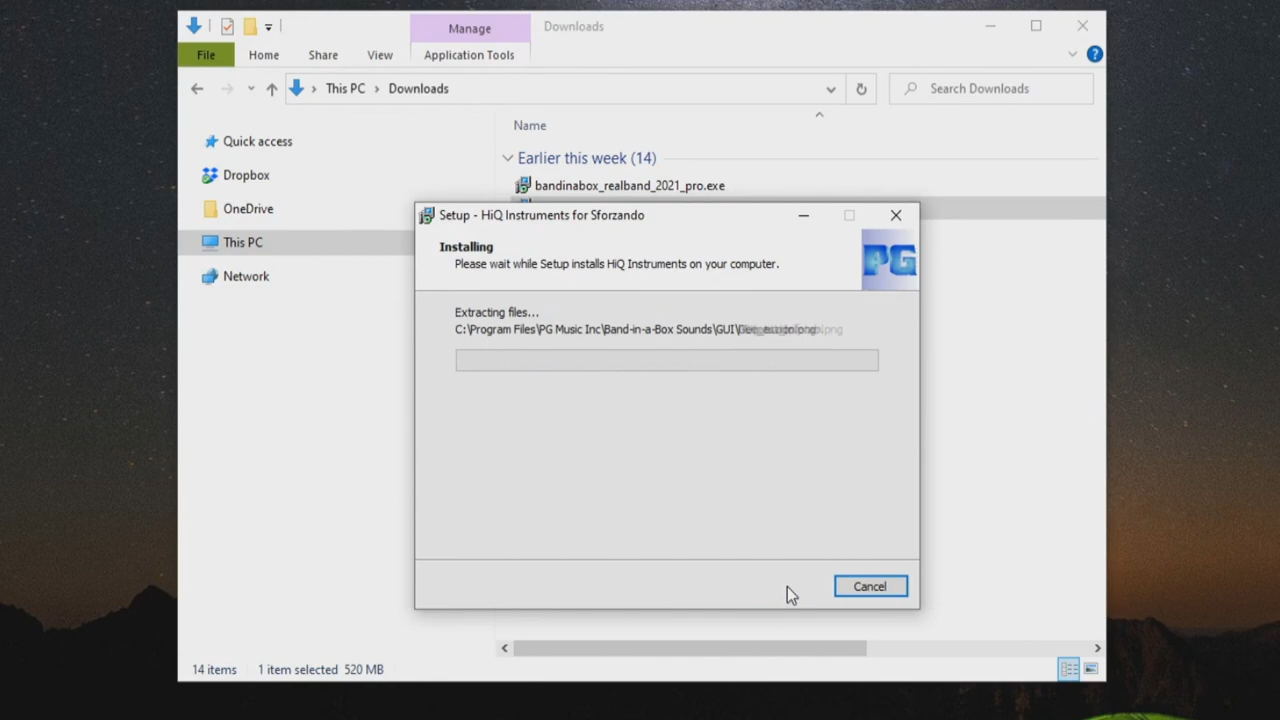 Manage
Downloads
File
Home
Share
View
Application Tools
This PC
Downloads
Search Downloads
Quick access
Dropbox
OneDrive
This PC
Network
Name
Earlier this week (14)
bandinabox_realband_2021_pro.exe
Setup - HiQ Instruments for Sforzando
Installing
Please wait while Setup installs HiQ Instruments on your computer.
PG
Extracting files...
C:\Program Files\PG Music Inc\Band-in-a-Box Sounds\GUI\
Cancel
14 items
1 item selected 520 MB